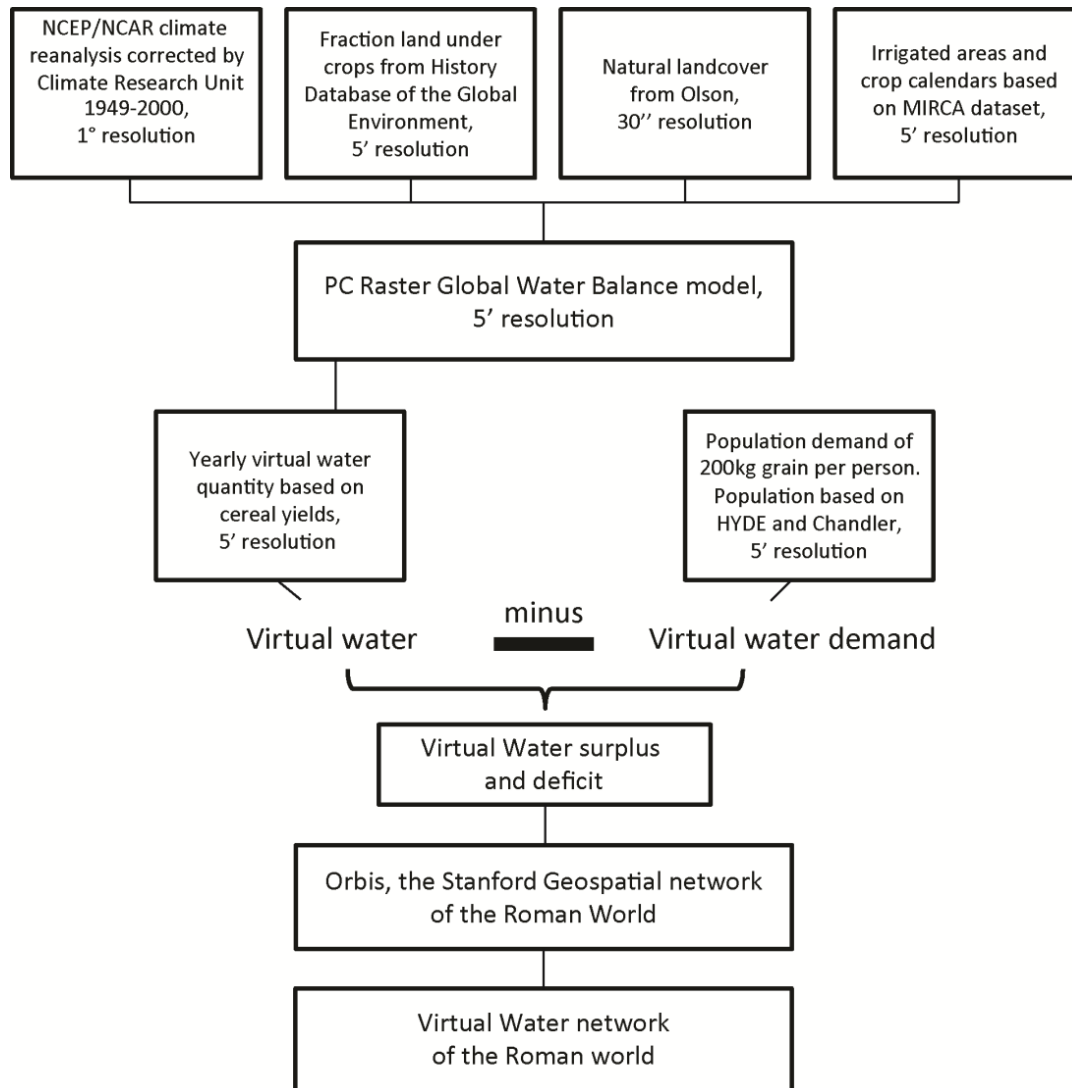 NCEP/NCAR climate
reanalysis corrected by
Climate Research Unit
1949-2000,
1° resolution
Fraction land under
crops from History
Database of the Global
Environment,
5’ resolution
Natural landcover
from Olson,
30’’ resolution
Irrigated areas and
crop calendars based
on MIRCA dataset,
5’ resolution
PC Raster Global Water Balance model,
5’ resolution
Yearly virtual water
quantity based on
cereal yields,
5’ resolution
Population demand of
200kg grain per person.
Population based on
HYDE and Chandler,
5’ resolution
Virtual water
minus
Virtual water demand
Virtual Water surplus
and deficit
Orbis, the Stanford Geospatial network
of the Roman World
Virtual Water network
of the Roman world